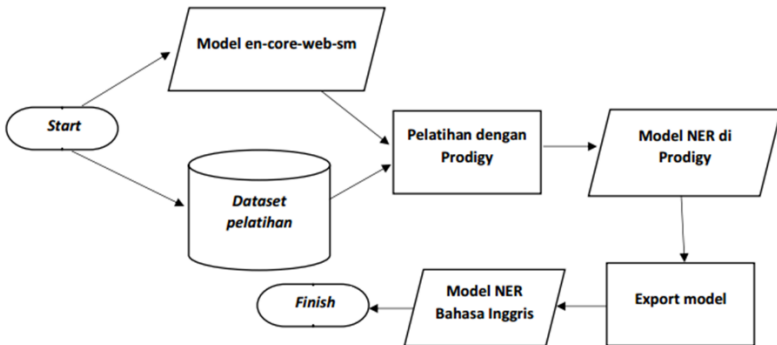 Model en-core-web-sm
Start
Pelatihan dengan
Prodigy
Model NER di
Prodigy
Dataset
pelatihan
Finish
Model NER
Bahasa Inggris
Export model